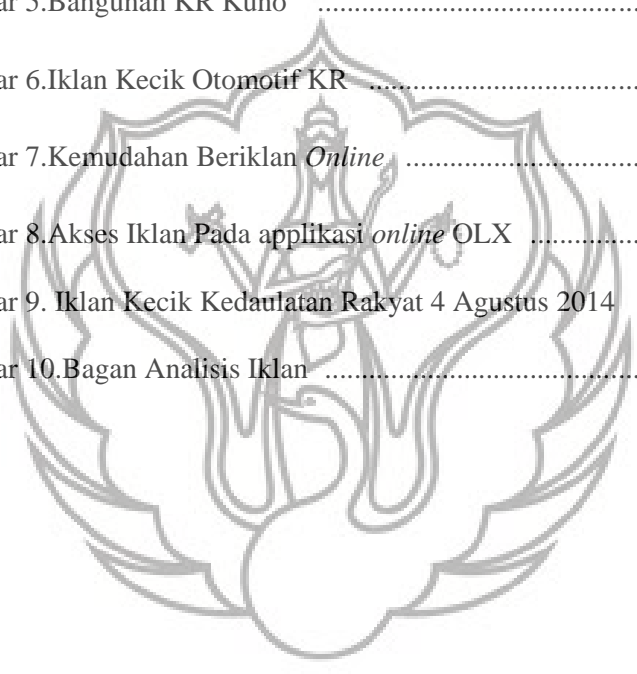 ar 5.Bangunan KR Kuno ........................................
ar 6.Iklan Kecik Otomotif KR ..................................
ar 7.Kemudahan Beriklan Online ..............................
ar 8.Akses Iklan Pada applikasi online OLX ...............
ar 9. Iklan Kecik Kedaulatan Rakyat 4 Agustus 2014
ar 10.Bagan Analisis Iklan ........................................